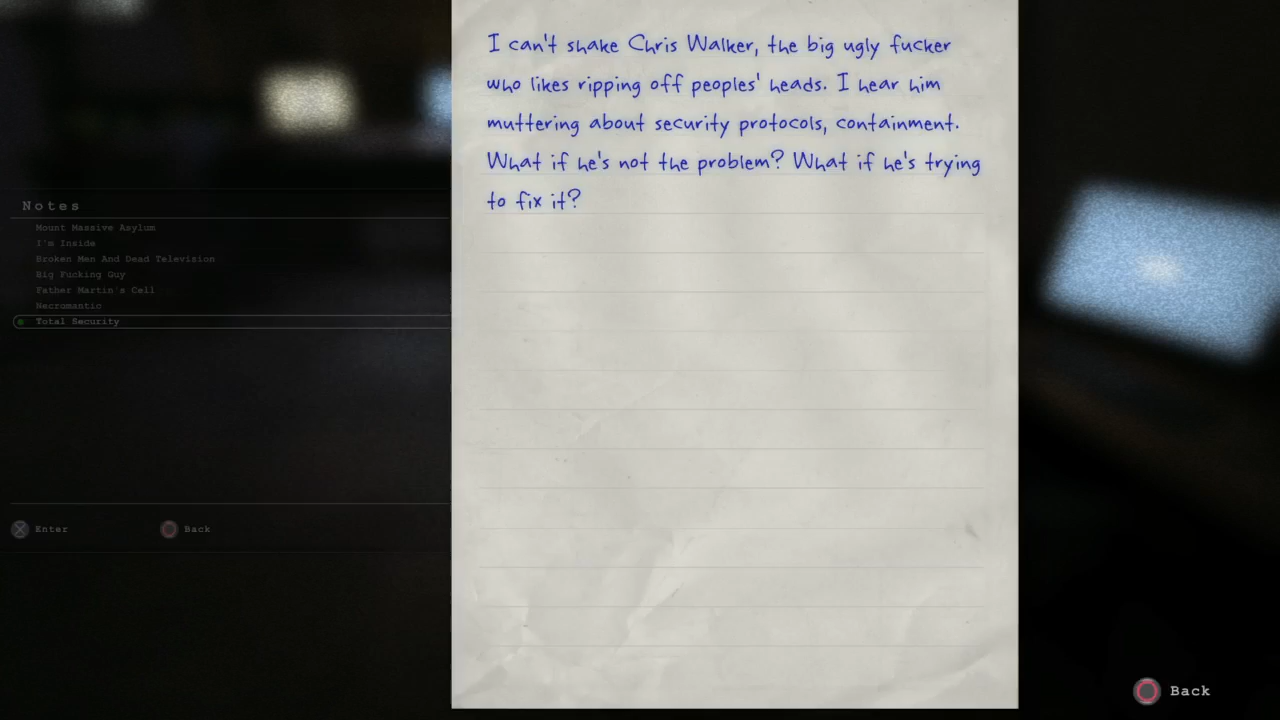 I can't shake Chris Walker, the big ugly fucker
who likes ripping off peoples' heads. I hear him
muttering about security protocols, containment.
What if he's not the problem? What if he's trying
to fix it?
Notes
Mount Massive Asylum
I'm Inside
Broken Men And Dead Television
Big Fucking Guy
Father Martin's Cell
Necromantic
Total Security
Enter
Back
Back